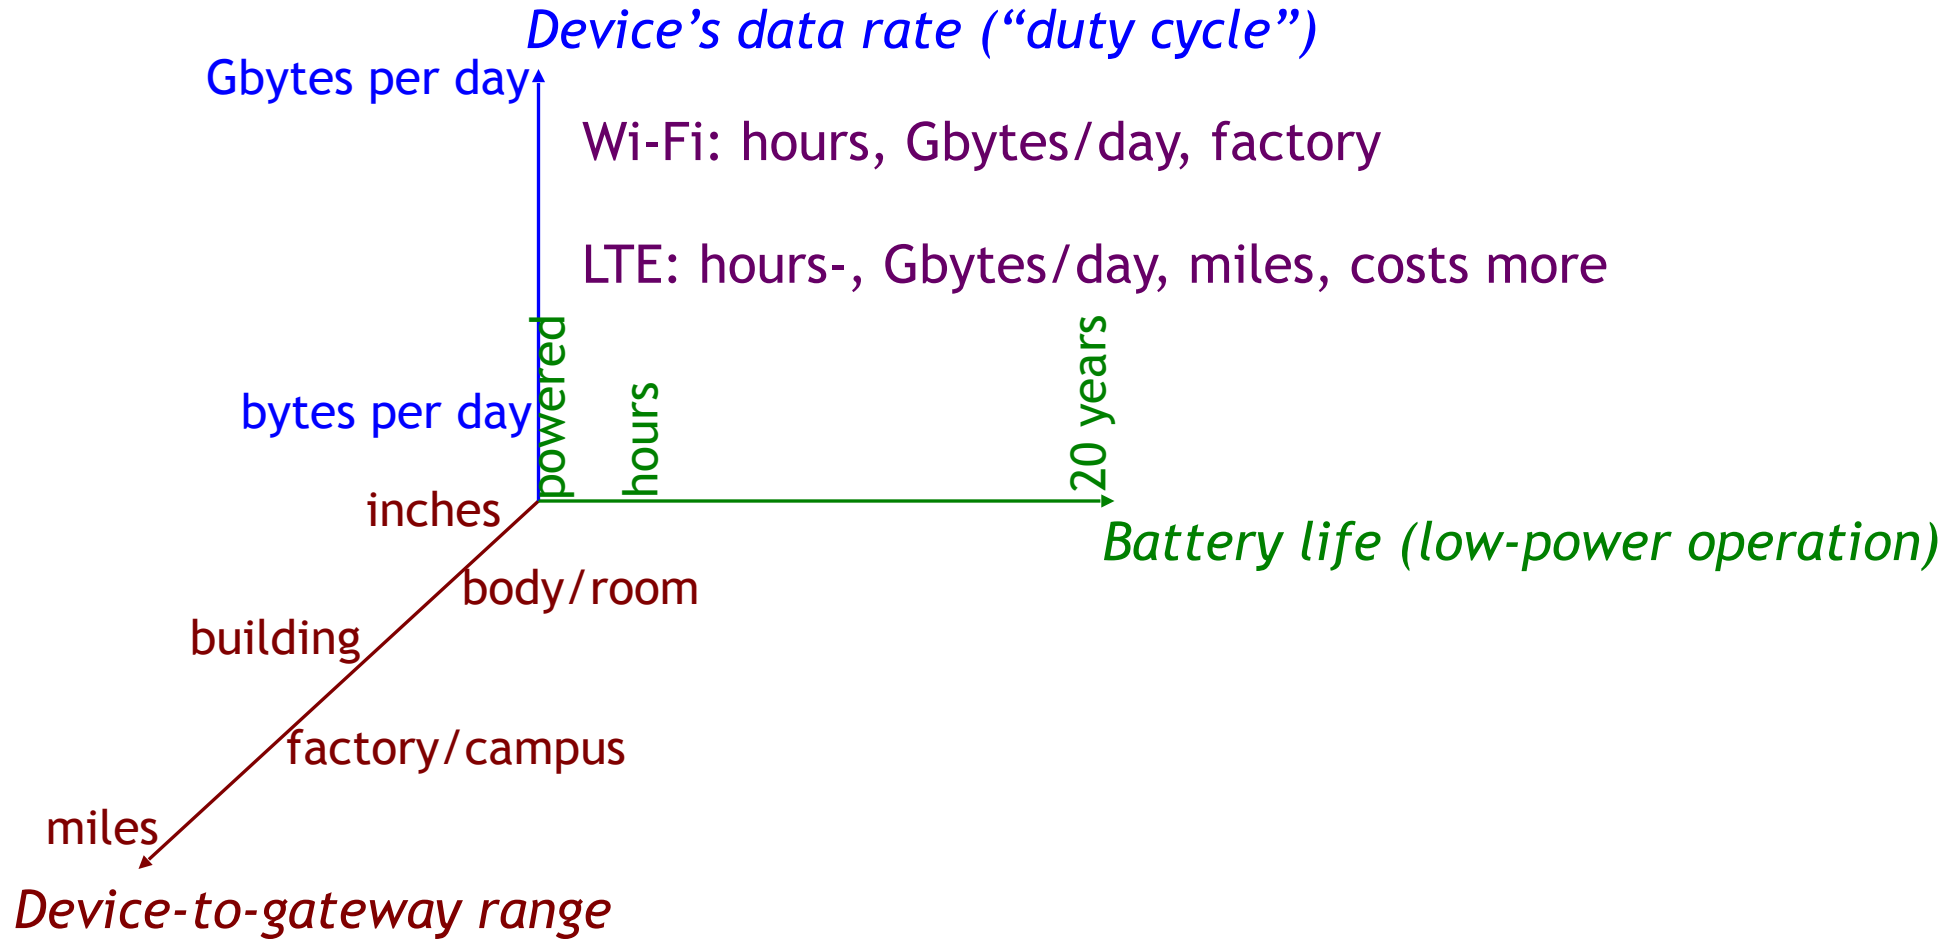 Device’s data rate (“duty cycle”)
Gbytes per day
Wi-Fi: hours, Gbytes/day, factory
LTE: hours-, Gbytes/day, miles, costs more
powered
hours
20 years
bytes per day
inches
Battery life (low-power operation)
body/room
building
factory/campus
miles
Device-to-gateway range